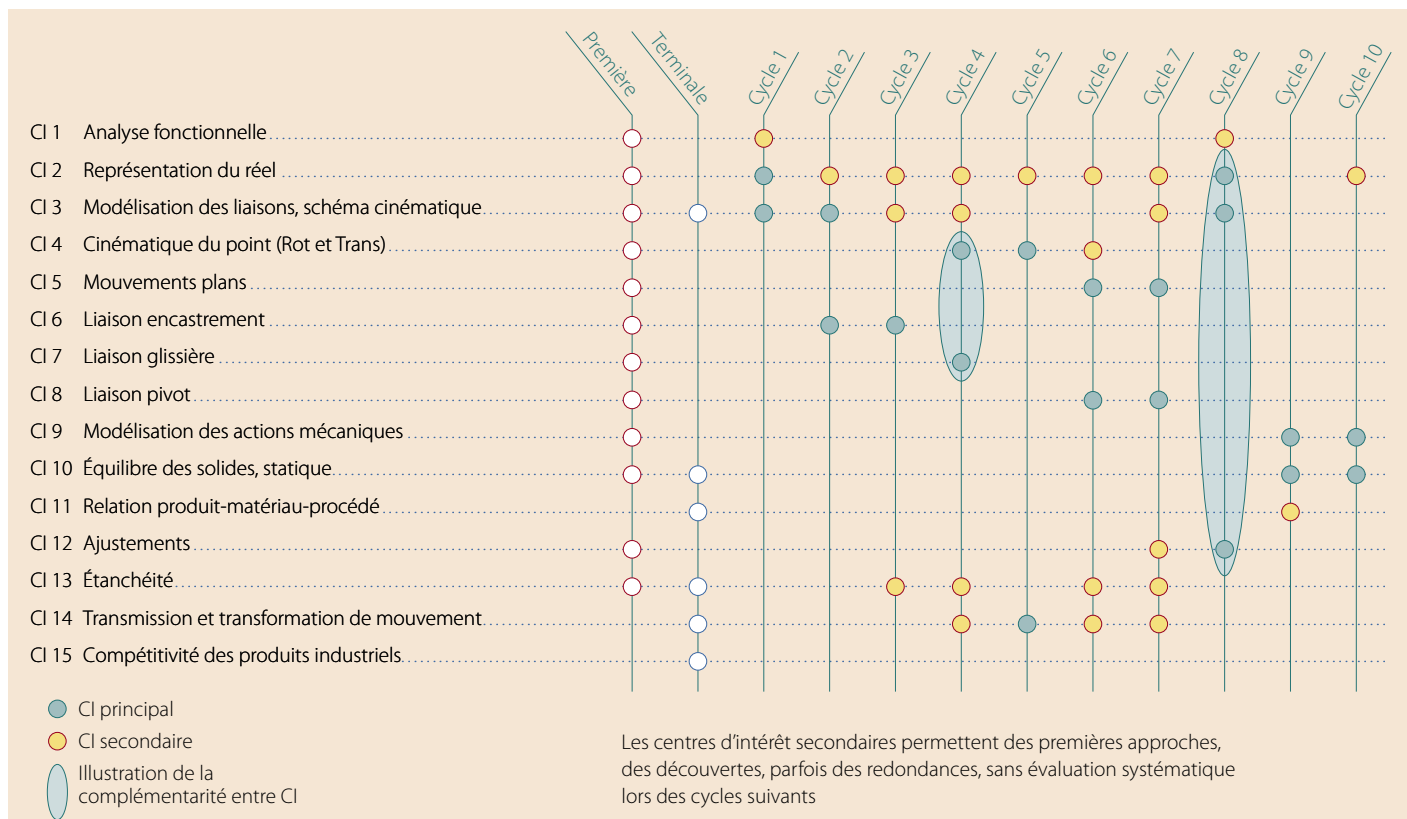 Première
Terminale
Cycle 1
Cycle 2
Cycle 3
Cycle 4
Cycle 5
Cycle 6
Cycle 7
Cycle 8
Cycle 9
Cycle 10
CI 1 Analyse fonctionnelle
CI 2 Représentation du réel
CI 3 Modélisation des liaisons, schéma cinématique
CI 4 Cinématique du point (Rot et Trans)
CI 5 Mouvements plans
CI 6 Liaison encastrement
CI 7 Liaison glissière
CI 8 Liaison pivot
CI 9 Modélisation des actions mécaniques
CI 10 Équilibre des solides, statique
CI 11 Relation produit-matériau-procédé
CI 12 Ajustements
CI 13 Étanchéité
CI 14 Transmission et transformation de mouvement
CI 15 Compétitivité des produits industriels
CI principal
CI secondaire
Illustration de la
complémentarité entre CI
Les centres d'intérêt secondaires permettent des premières approches,
des découvertes, parfois des redondances, sans évaluation systématique
lors des cycles suivants